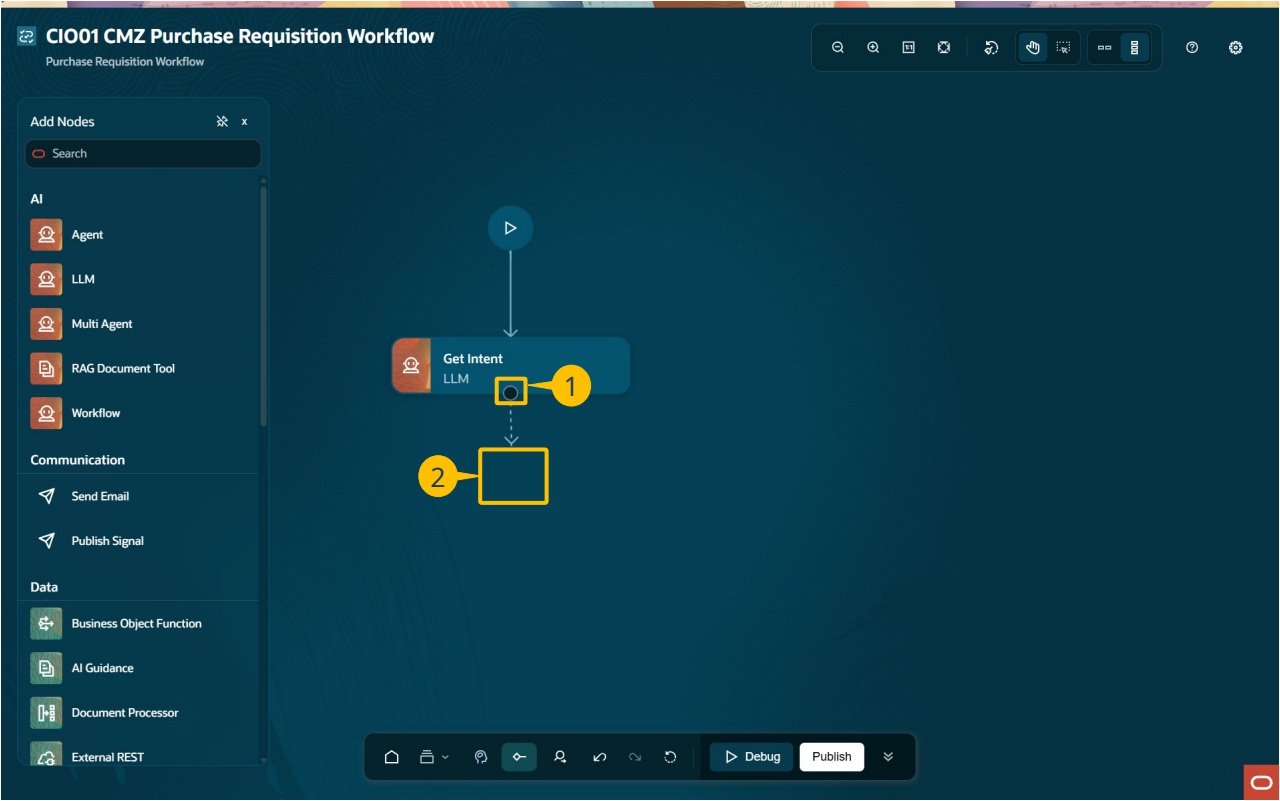 CIO01 CMZ Purchase Requisition Workflow
Purchase Requisition Workflow
Add Nodes
x
Search
AI
Agent
LLM
Multi Agent
RAG Document Tool
Workflow
Communication
Send Email
Publish Signal
Data
Business Object Function
AI Guidance
Document Processor
External REST
Get Intent
LLM
1
2
Debug
Publish